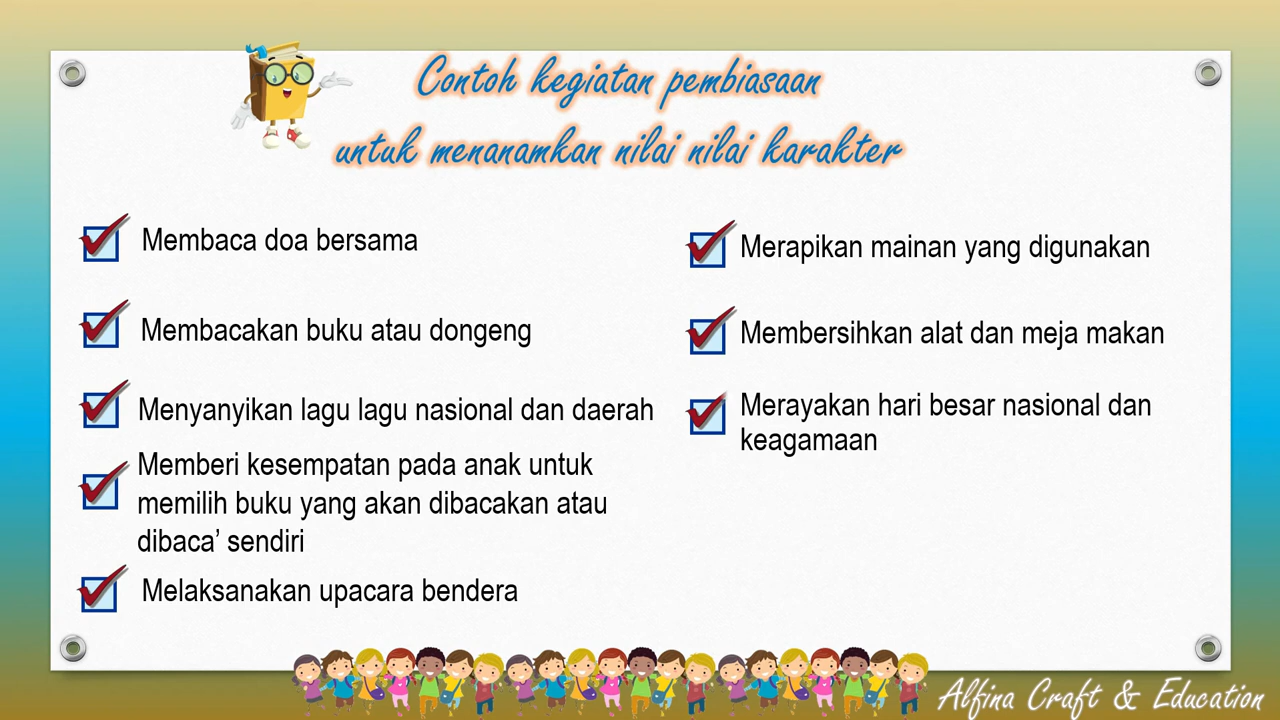 Contoh kegiatan pembiasaan
untuk menanamkan nilai nilai karakter
Membaca doa bersama
Membacakan buku atau dongeng
Menyanyikan lagu lagu nasional dan daerah
Memberi kesempatan pada anak untuk
memilih buku yang akan dibacakan atau
dibaca’ sendiri
Melaksanakan upacara bendera
Merapikan mainan yang digunakan
Membersihkan alat dan meja makan
Merayakan hari besar nasional dan
keagamaan
Alfina Craft & Education